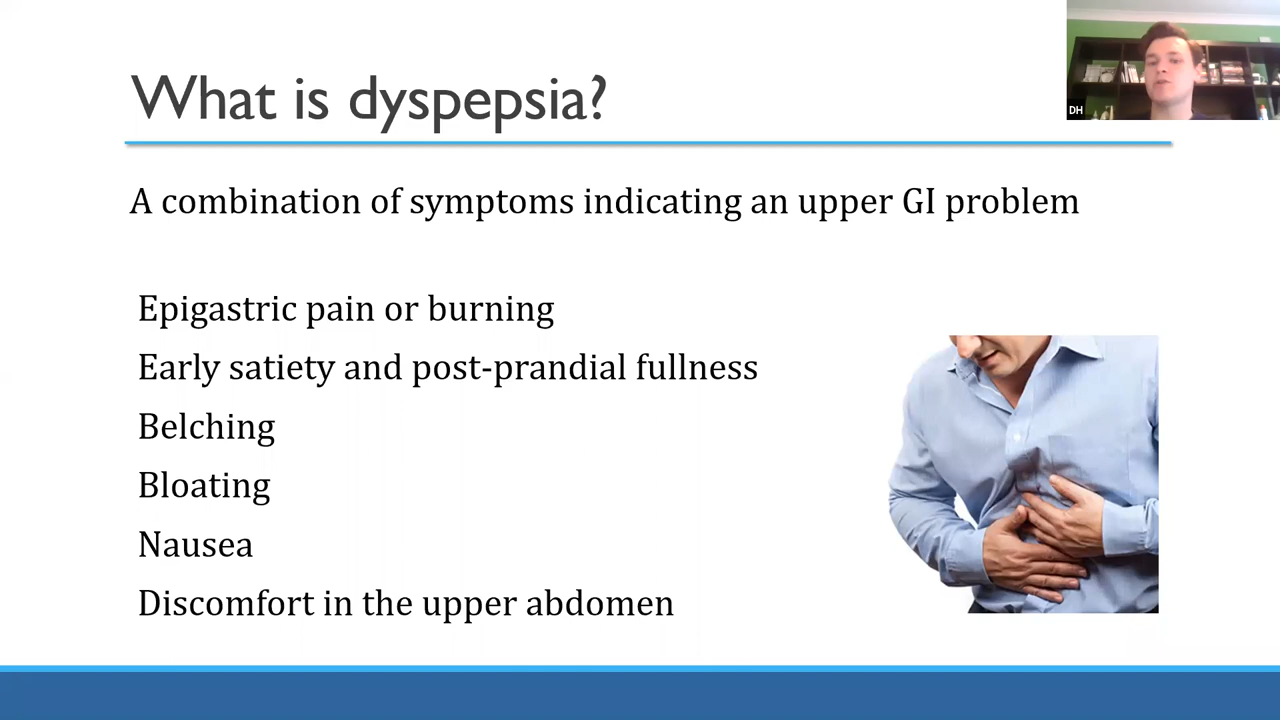 What is dyspepsia?
DH
A combination of symptoms indicating an upper GI problem
Epigastric pain or burning
Early satiety and post-prandial fullness
Belching
Bloating
Nausea
Discomfort in the upper abdomen